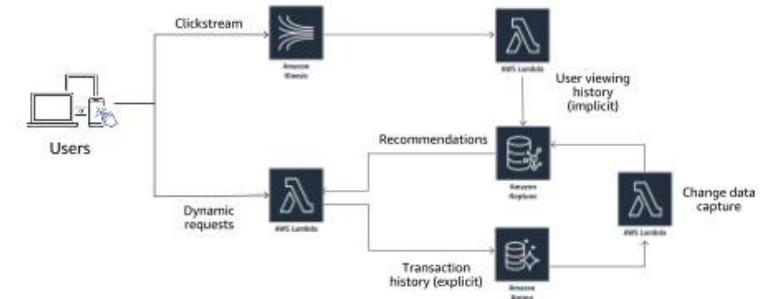 Clickstream
Amazon
Kinesis
AWS Lambda
User viewing
history
(implicit)
Users
Recommendations
Amazon
Neptune
Dynamic
requests
AWS Lambda
Change data
capture
AWS Lambda
Transaction
history (explicit)
Amazon